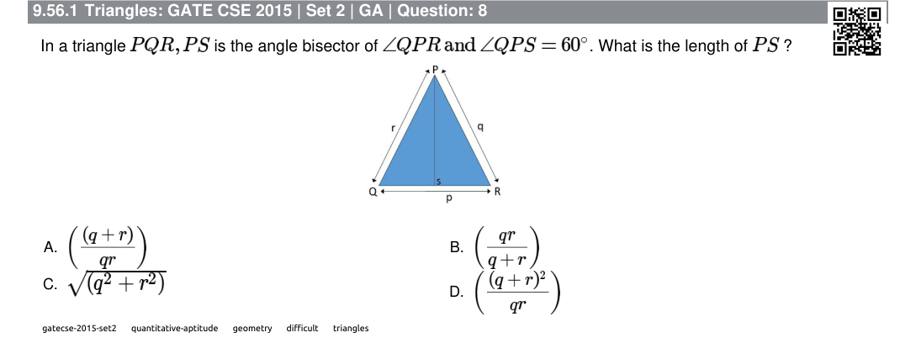 9.56.1 Triangles: GATE CSE 2015 | Set 2 | GA | Question: 8
In a triangle PQR, PS is the angle bisector of ∠QPR and ∠QPS = 60°. What is the length of PS ?
P
r
q
s
Q
R
p
A. ((q + r)/qr)
B. (qr/(q + r))
C. √(q² + r²)
D. ((q + r)²/qr)
gatecse-2015-set2 quantitative-aptitude geometry difficult triangles